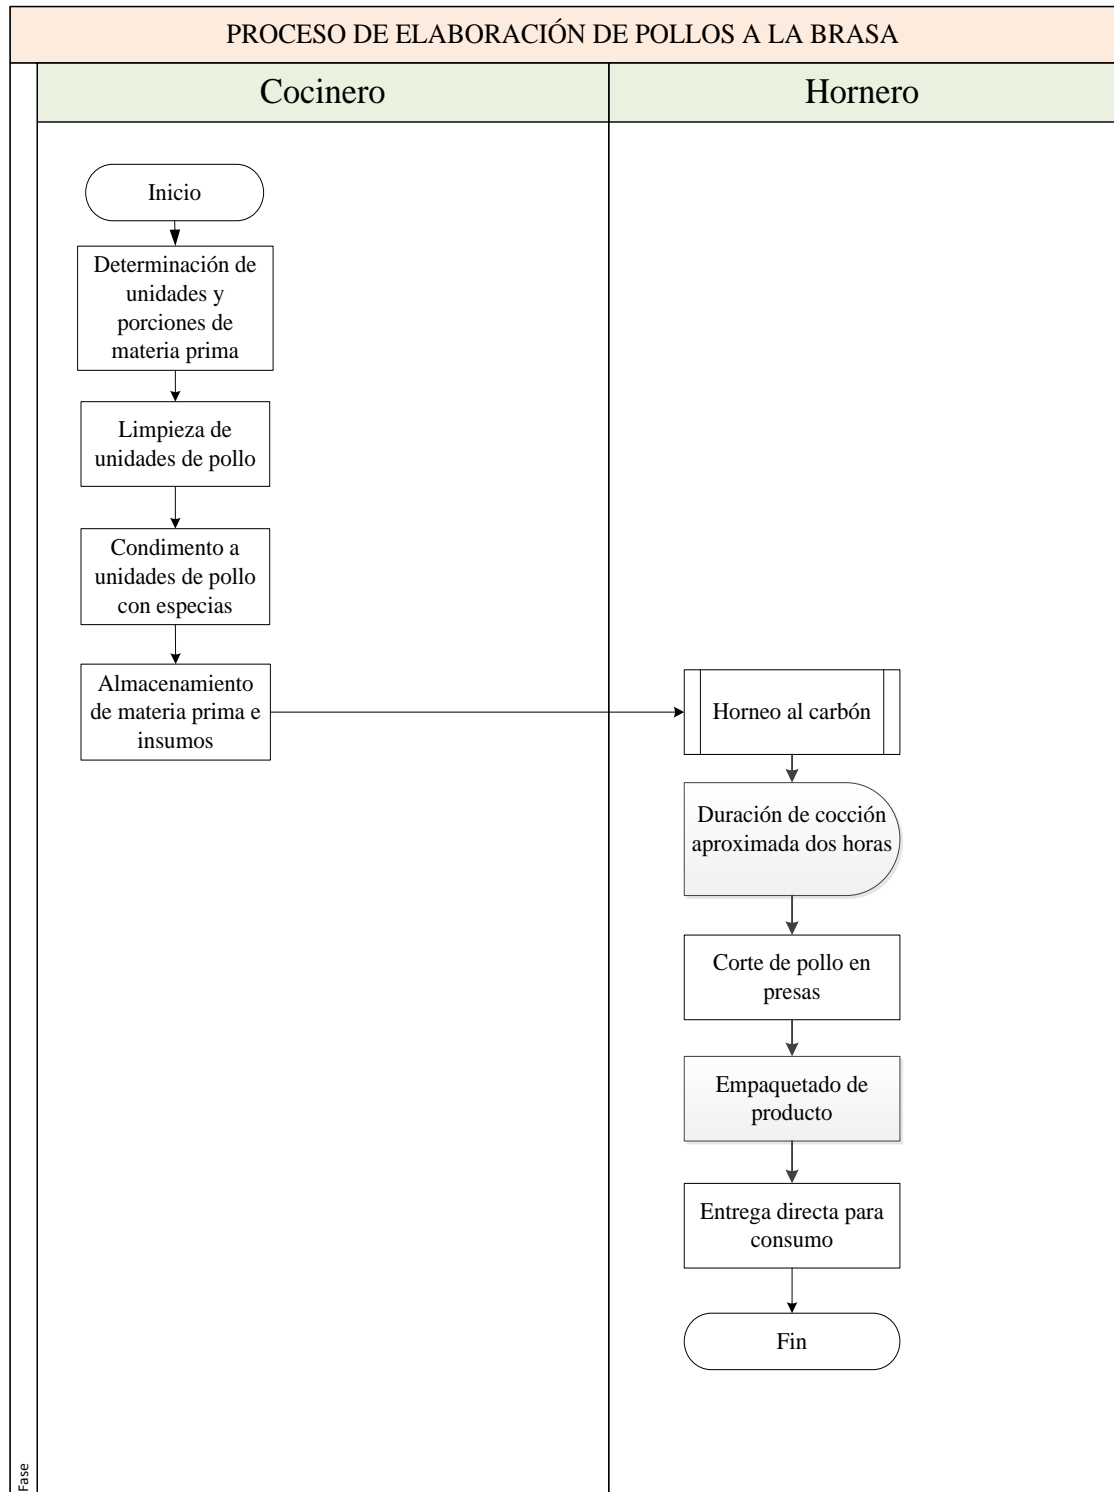 PROCESO DE ELABORACIÓN DE POLLOS A LA BRASA
Cocinero
Hornero
Inicio
Determinación de
unidades y
porciones de
materia prima
Limpieza de
unidades de pollo
Condimento a
unidades de pollo
con especias
Almacenamiento
de materia prima e
insumos
Horneo al carbón
Duración de cocción
aproximada dos horas
Corte de pollo en
presas
Empaquetado de
producto
Entrega directa para
consumo
Fin
Fase